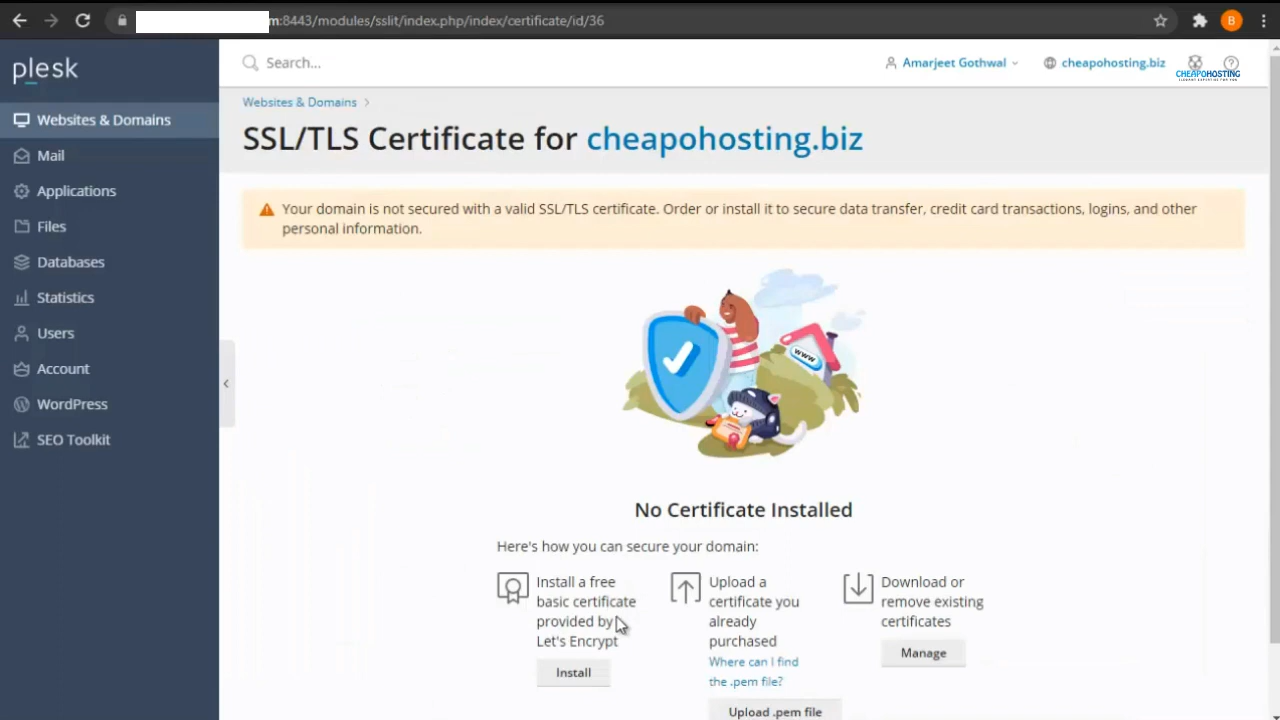 m:8443/modules/sslit/index.php/index/certificate/id/36
B
plesk
Search...
Amarjeet Gothwal
cheapohosting.biz
CHEAPOHOSTING
Websites & Domains
Mail
Applications
Files
Databases
Statistics
Users
Account
WordPress
SEO Toolkit
Websites & Domains >
SSL/TLS Certificate for cheapohosting.biz
Your domain is not secured with a valid SSL/TLS certificate. Order or install it to secure data transfer, credit card transactions, logins, and other
personal information.
www
No Certificate Installed
Here's how you can secure your domain:
Install a free
basic certificate
provided by
Let's Encrypt
Install
Upload a
certificate you
already
purchased
Where can I find
the .pem file?
Upload .pem file
Download or
remove existing
certificates
Manage